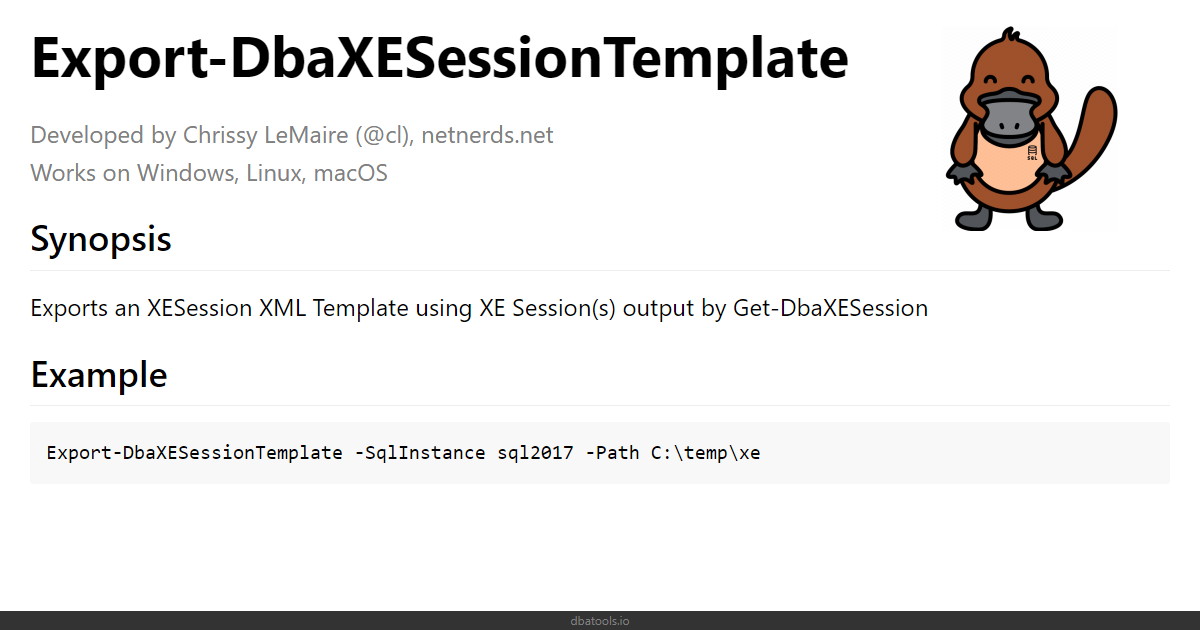 Export-DbaXESessionTemplate
Developed by Chrissy LeMaire (@cl), netnerds.net
Works on Windows, Linux, macOS
SQL
Synopsis
Exports an XESession XML Template using XE Session(s) output by Get-DbaXESession
Example
Export-DbaXESessionTemplate -SqlInstance sql2017 -Path C:\temp\xe
dbatools.io